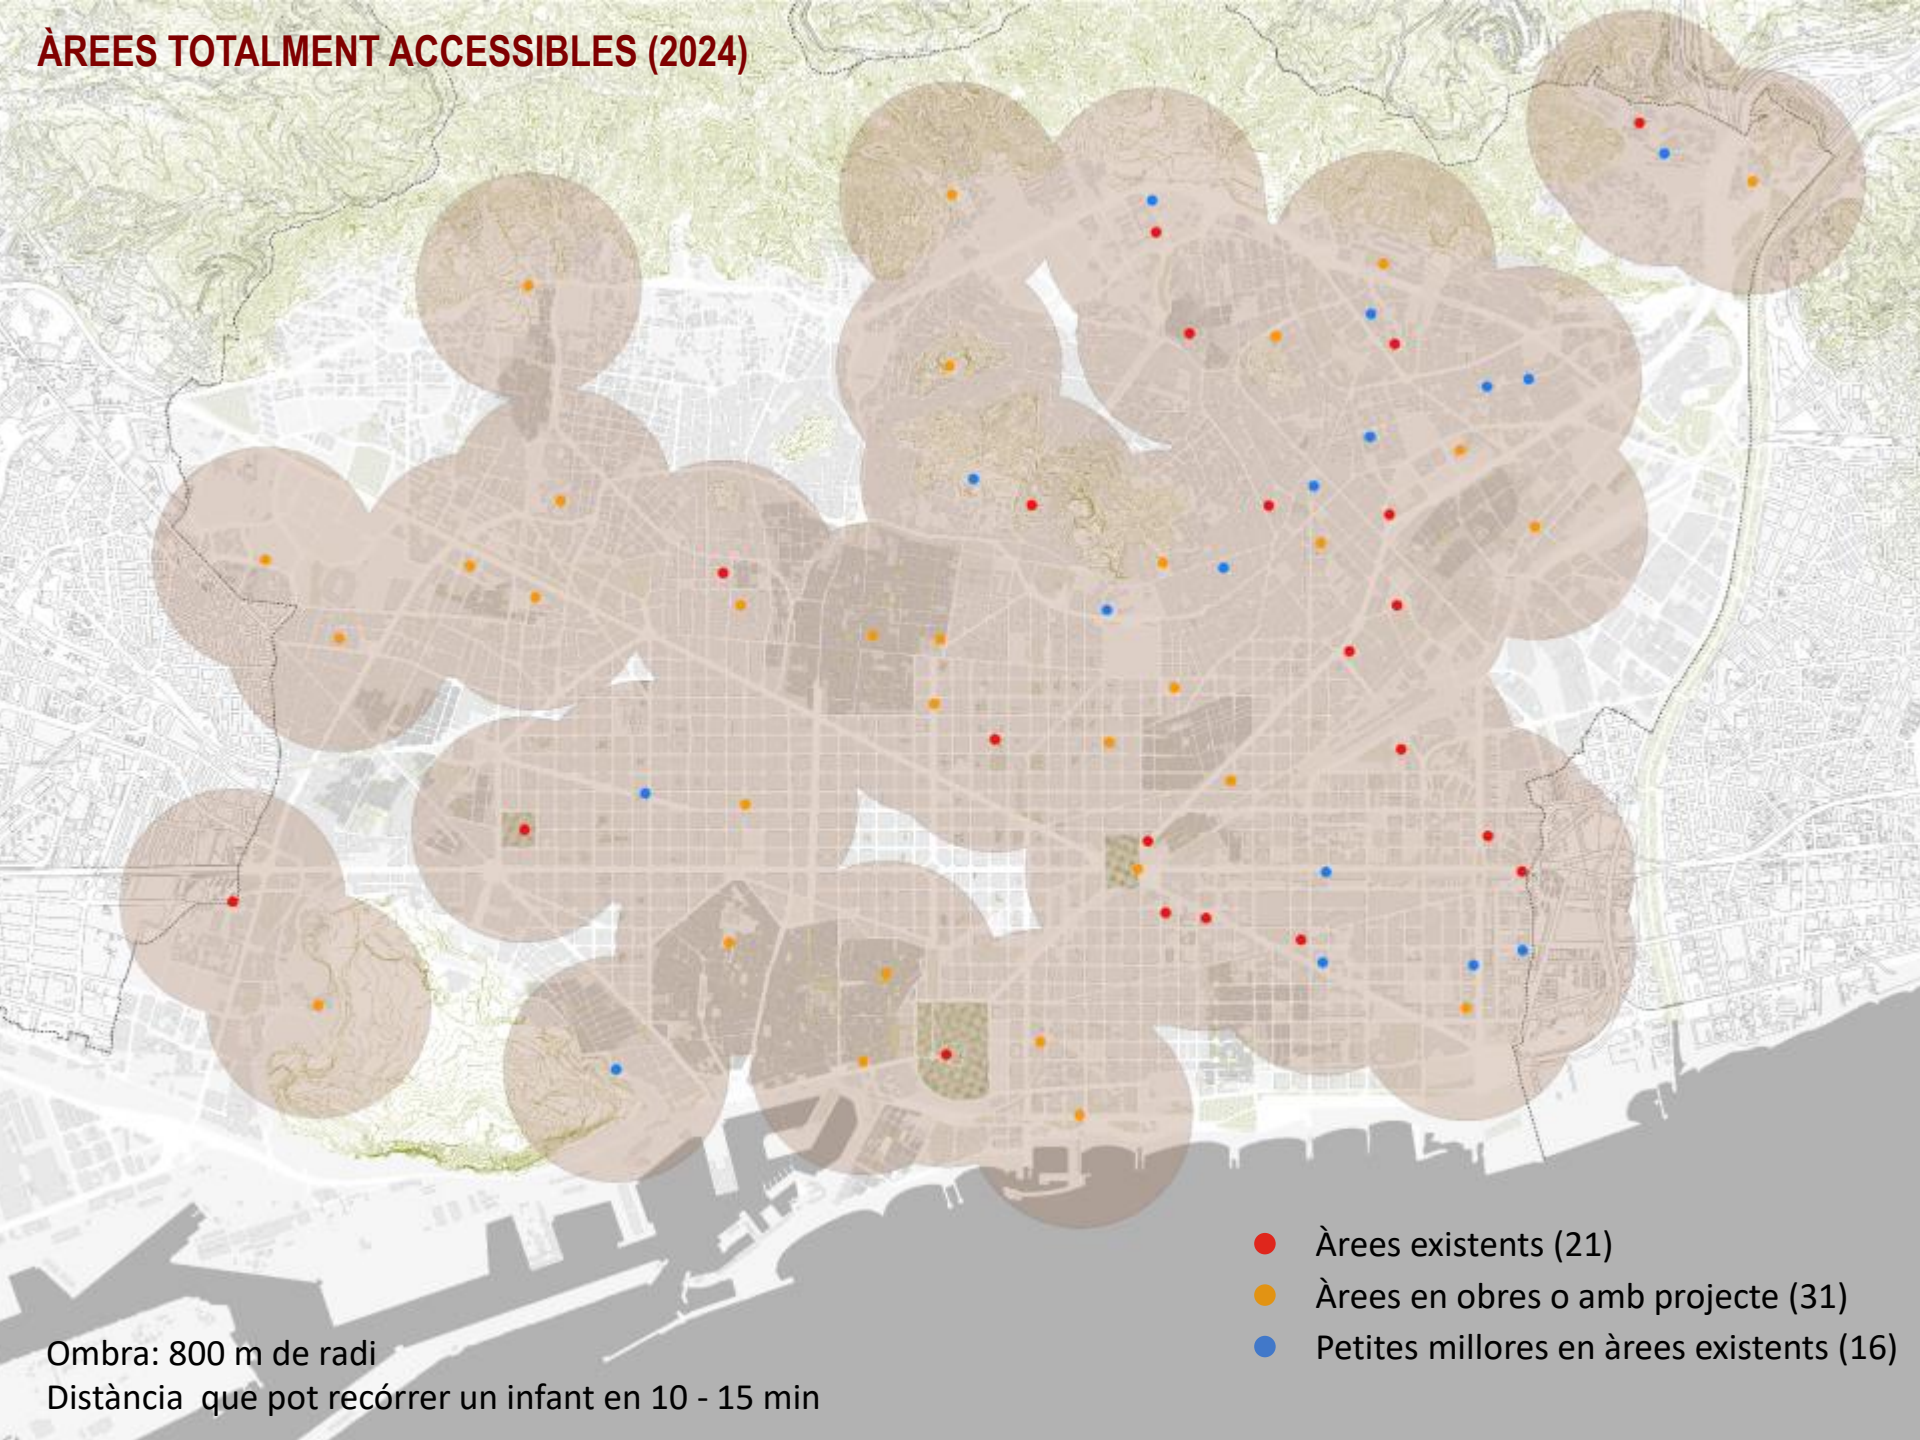 ÀREES TOTALMENT ACCESSIBLES (2024)
Àrees existents (21)
Àrees en obres o amb projecte (31)
Petites millores en àrees existents (16)
Ombra: 800 m de radi
Distància  que pot recórrer un infant en 10 - 15 min